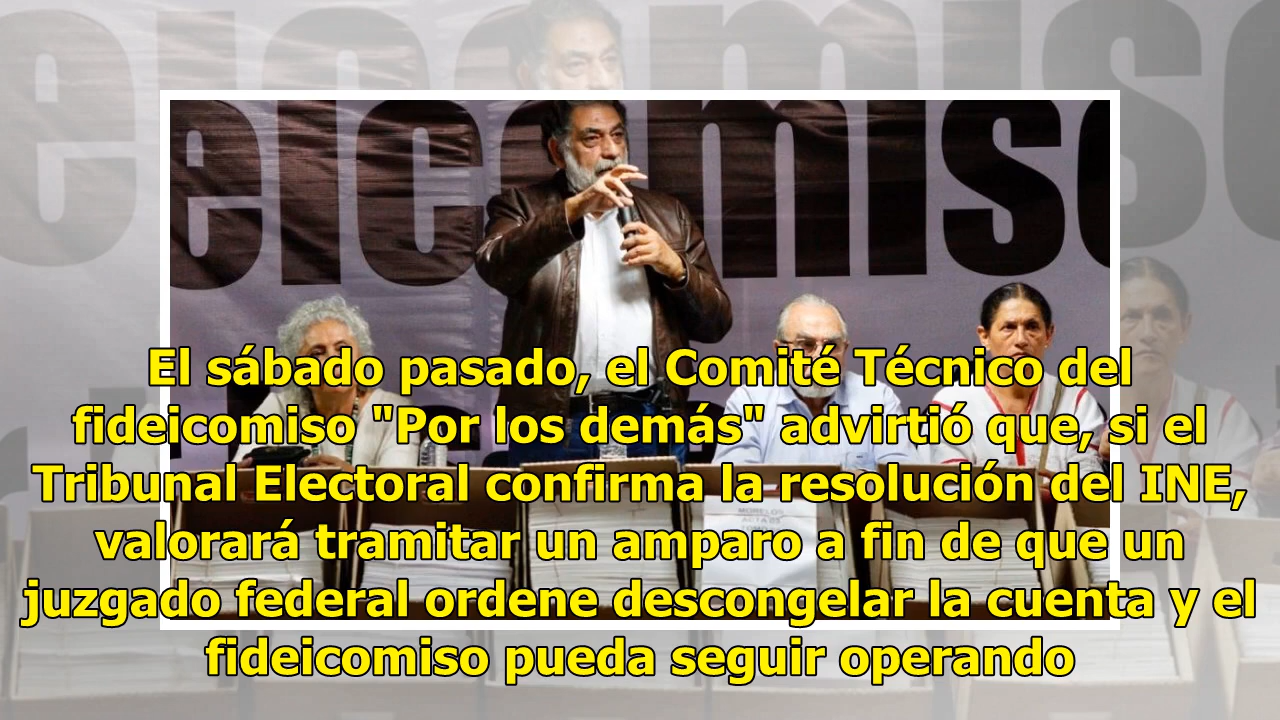 eicomiso
El sábado pasado, el Comité Técnico del
fideicomiso "Por los demás" advirtió que, si el
Tribunal Electoral confirma la resolución del INE,
valorará tramitar un amparo a fin de que un
juzgado federal ordene descongelar la cuenta y el
fideicomiso pueda seguir operando
MORELOS